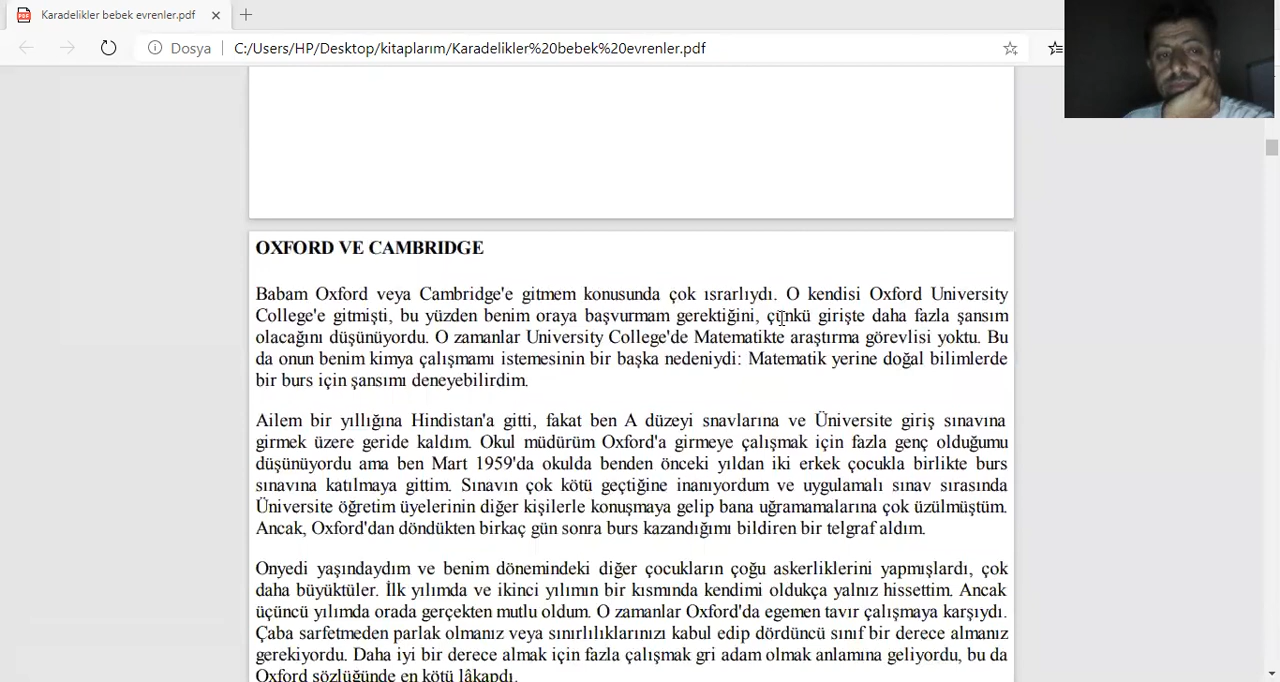 Karadelikler bebek evrenler.pdf
Dosya
C:/Users/HP/Desktop/kitaplarım/Karadelikler%20bebek%20evrenler.pdf
OXFORD VE CAMBRIDGE
Babam Oxford veya Cambridge'e gitmem konusunda çok ısrarlıydı. O kendisi Oxford University
College'e gitmişti, bu yüzden benim oraya başvurmam gerektiğini, çünkü girişte daha fazla şansım
olacağını düşünüyordu. O zamanlar University College'de Matematikte araştırma görevlisi yoktu. Bu
da onun benim kimya çalışmamı istemesinin bir başka nedeniydi: Matematik yerine doğal bilimlerde
bir burs için şansımı deneyebilirdim.
Ailem bir yıllığına Hindistan'a gitti, fakat ben A düzeyi snavlarına ve Üniversite giriş sınavına
girmek üzere geride kaldım. Okul müdürüm Oxford'a girmeye çalışmak için fazla genç olduğumu
düşünüyordu ama ben Mart 1959'da okulda benden önceki yıldan iki erkek çocukla birlikte burs
sınavına katılmaya gittim. Sınavın çok kötü geçtiğine inanıyordum ve uygulamalı sınav sırasında
Üniversite öğretim üyelerinin diğer kişilerle konuşmaya gelip bana uğramamalarına çok üzülmüştüm.
Ancak, Oxford'dan döndükten birkaç gün sonra burs kazandığımı bildiren bir telgraf aldım.
Onyedi yaşındaydım ve benim dönemimdeki diğer çocukların çoğu askerliklerini yapmışlardı, çok
daha büyüktüler. İlk yılımda ve ikinci yılımın bir kısmında kendimi oldukça yalnız hissettim. Ancak
üçüncü yılımda orada gerçekten mutlu oldum. O zamanlar Oxford'da egemen tavır çalışmaya karşıydı.
Çaba sarfetmeden parlak olmanız veya sınırlılıklarınızı kabul edip dördüncü sınıf bir derece almanız
gerekiyordu. Daha iyi bir derece almak için fazla çalışmak gri adam olmak anlamına geliyordu, bu da
Oxford sözlüğünde en kötü lâkapdı.